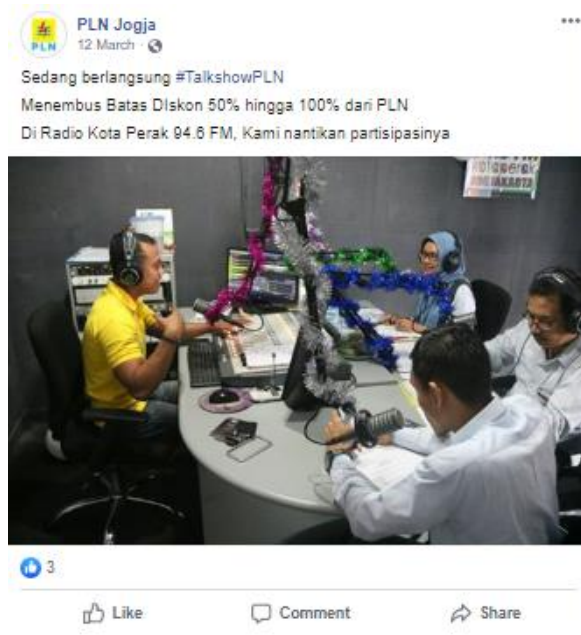 PLN Jogja
PLN
12 March ·
Sedang berlangsung #TalkshowPLN
Menembus Batas DIskon 50% hingga 100% dari PLN
Di Radio Kota Perak 94.6 FM, Kami nantikan partisipasinya
3
Like
Comment
Share